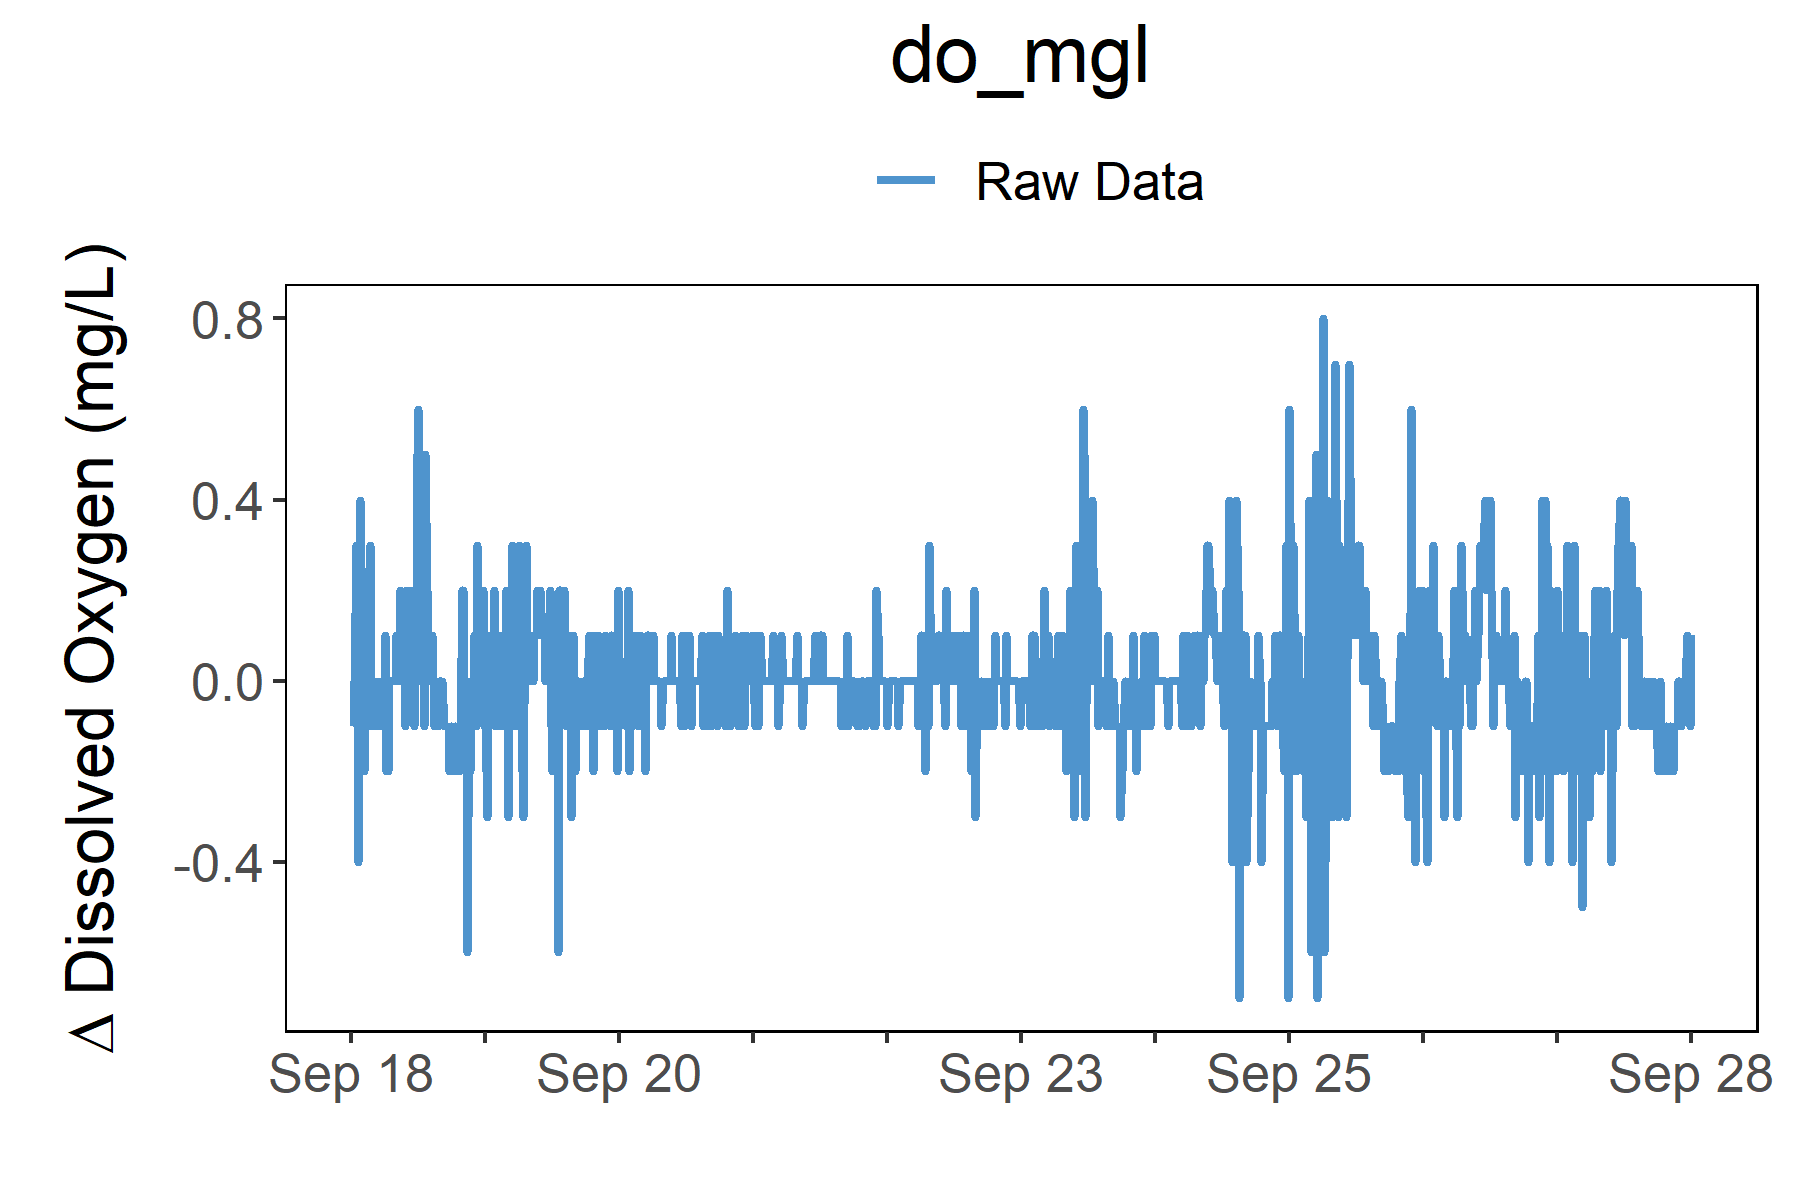 do_mgl
Raw Data
Δ Dissolved Oxygen (mg/L)
0.8
0.4
0.0
-0.4
Sep 18 Sep 20 Sep 23 Sep 25 Sep 28